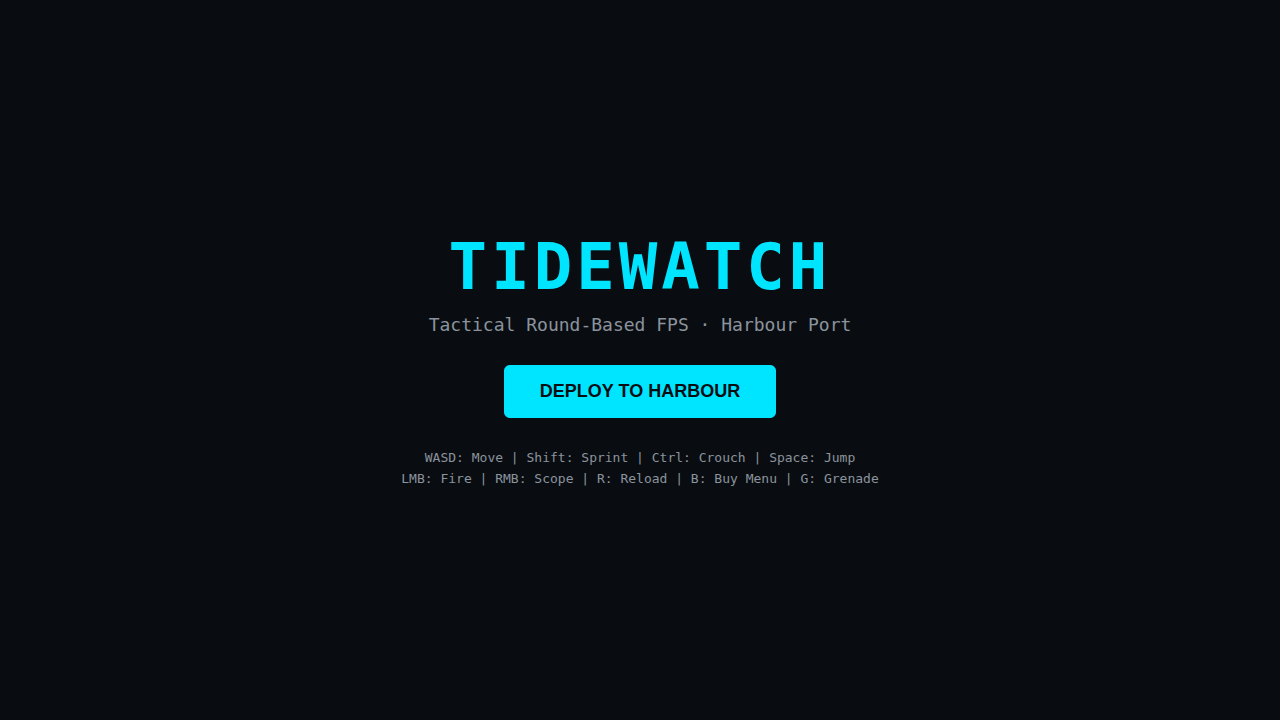 TIDEWATCH
Tactical Round-Based FPS · Harbour Port
DEPLOY TO HARBOUR
WASD: Move | Shift: Sprint | Ctrl: Crouch | Space: Jump
LMB: Fire | RMB: Scope | R: Reload | B: Buy Menu | G: Grenade